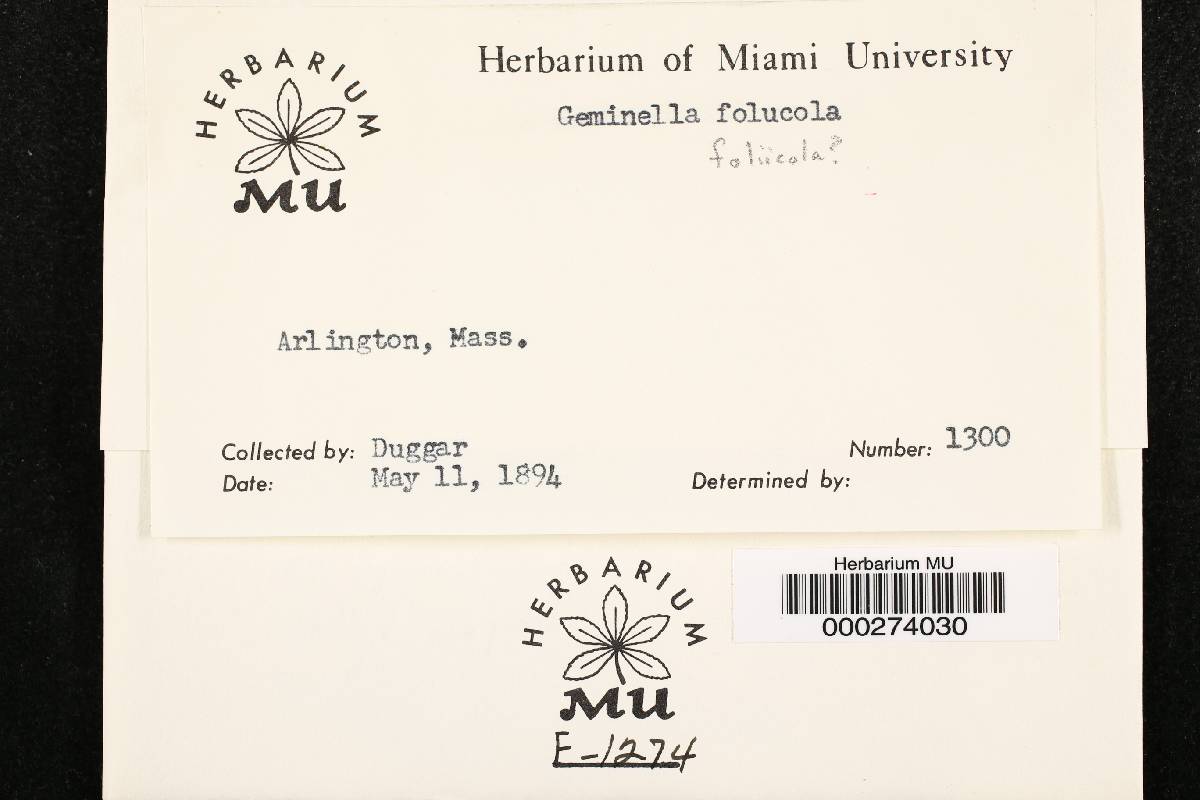 HERBARIUM
MU
Herbarium of Miami University
Geminella folucola
foliicola?
Arlington, Mass.
Collected by: Duggar
Number: 1300
Date: May 11, 1894
Determined by:
HERBARIUM
MU
F-1274
Herbarium MU
000274030